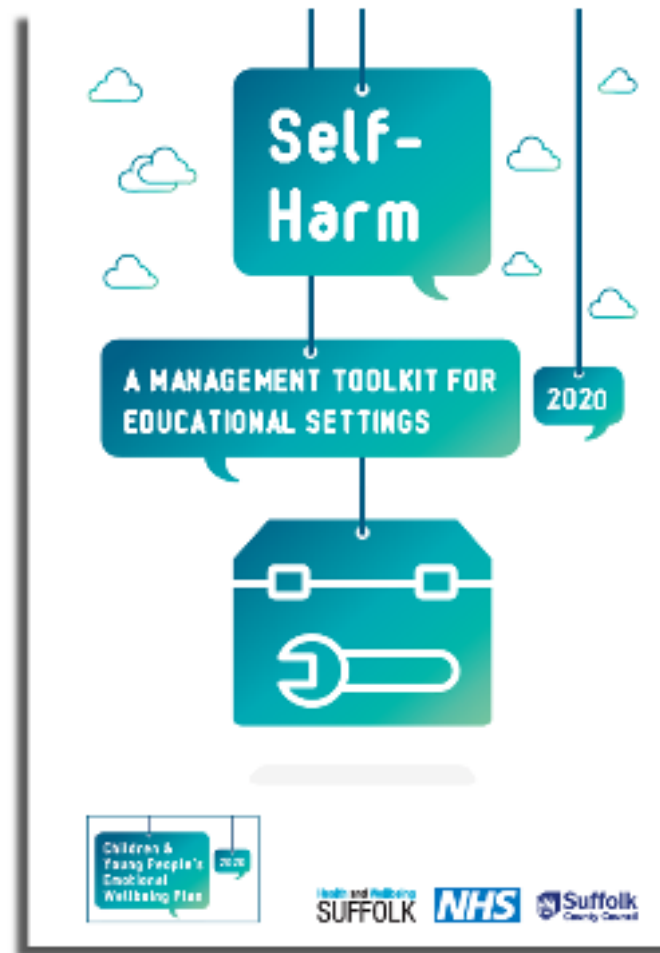 Self-
Harm
A MANAGEMENT TOOLKIT FOR
EDUCATIONAL SETTINGS
2020
Children &
Young People's
Emotional
Wellbeing Plan
2020
Health and Wellbeing
SUFFOLK
NHS
Suffolk
County Council